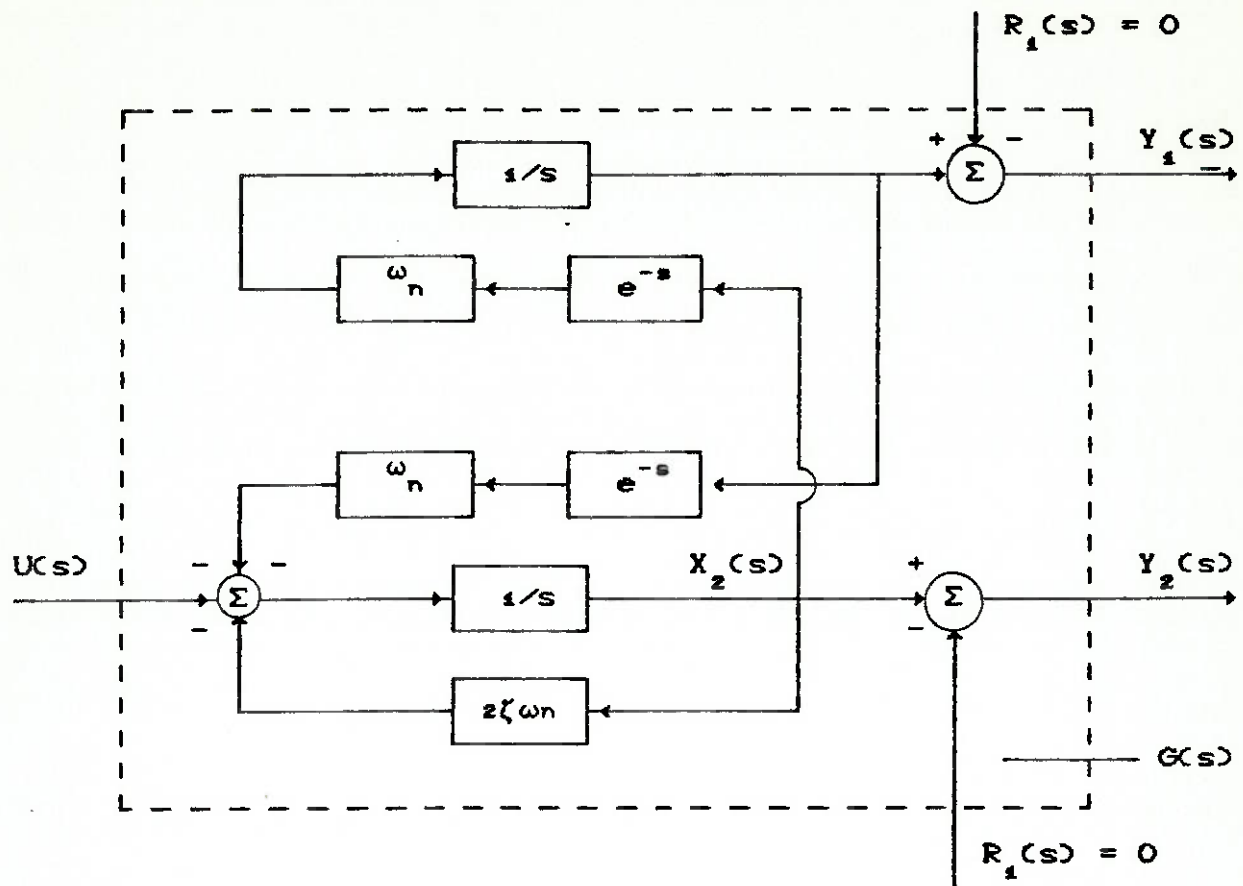 R₁(s) = 0
+ −
Y₁(s)
−
1/s
Σ
ωₙ
e⁻ˢ
ωₙ
e⁻ˢ
U(s)
− −
X₂(s)
+
Y₂(s)
Σ
1/s
Σ
−
−
2ζωn
G(s)
R₁(s) = 0